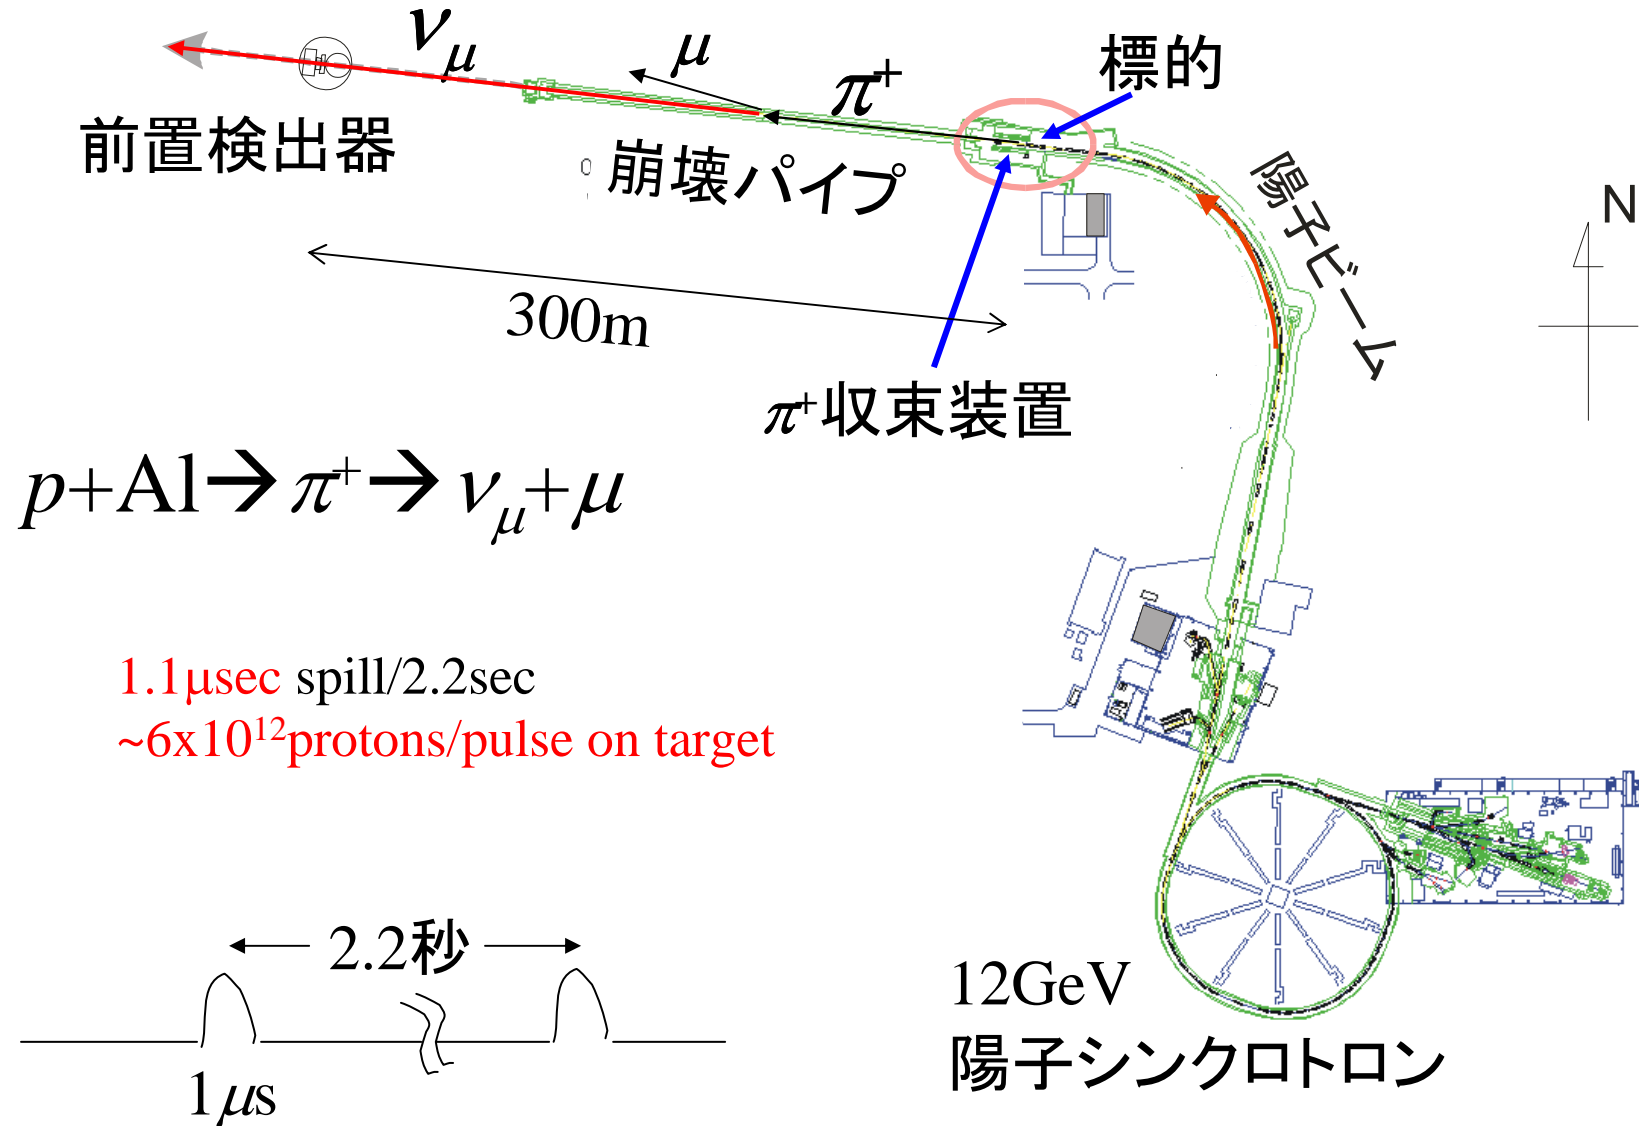 ν_μ
μ
π⁺
標的
前置検出器
崩壊パイプ
陽子ビーム
N
300m
π⁺収束装置
p+Al→π⁺→ν_μ+μ
1.1μsec spill/2.2sec
~6x10¹²protons/pulse on target
2.2秒
1μs
12GeV
陽子シンクロトロン